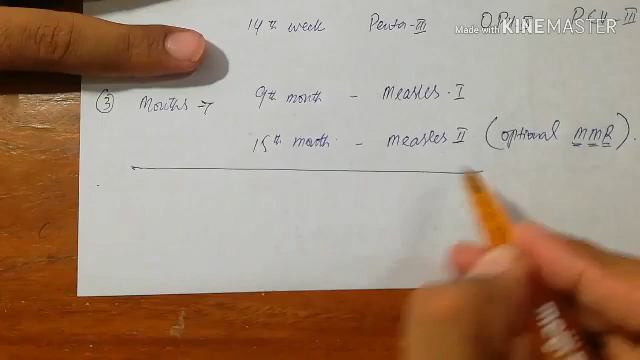 14th week Penta-III OPV-III PCV-III
Made with KINEMASTER
③ Months → 9th month - Measles-I
15th month - Measles II (optional MMR).